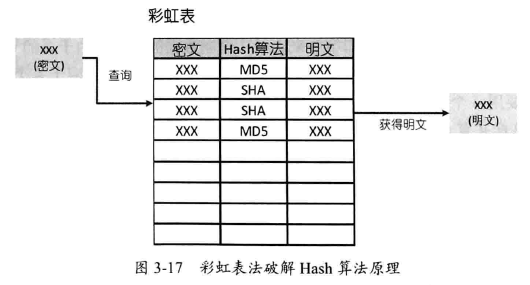 彩虹表
XXX
(密文)
查询
密文 Hash算法 明文
XXX MD5 XXX
XXX SHA XXX
XXX SHA XXX
XXX MD5 XXX
获得明文
XXX
(明文)
图 3-17 彩虹表法破解 Hash 算法原理